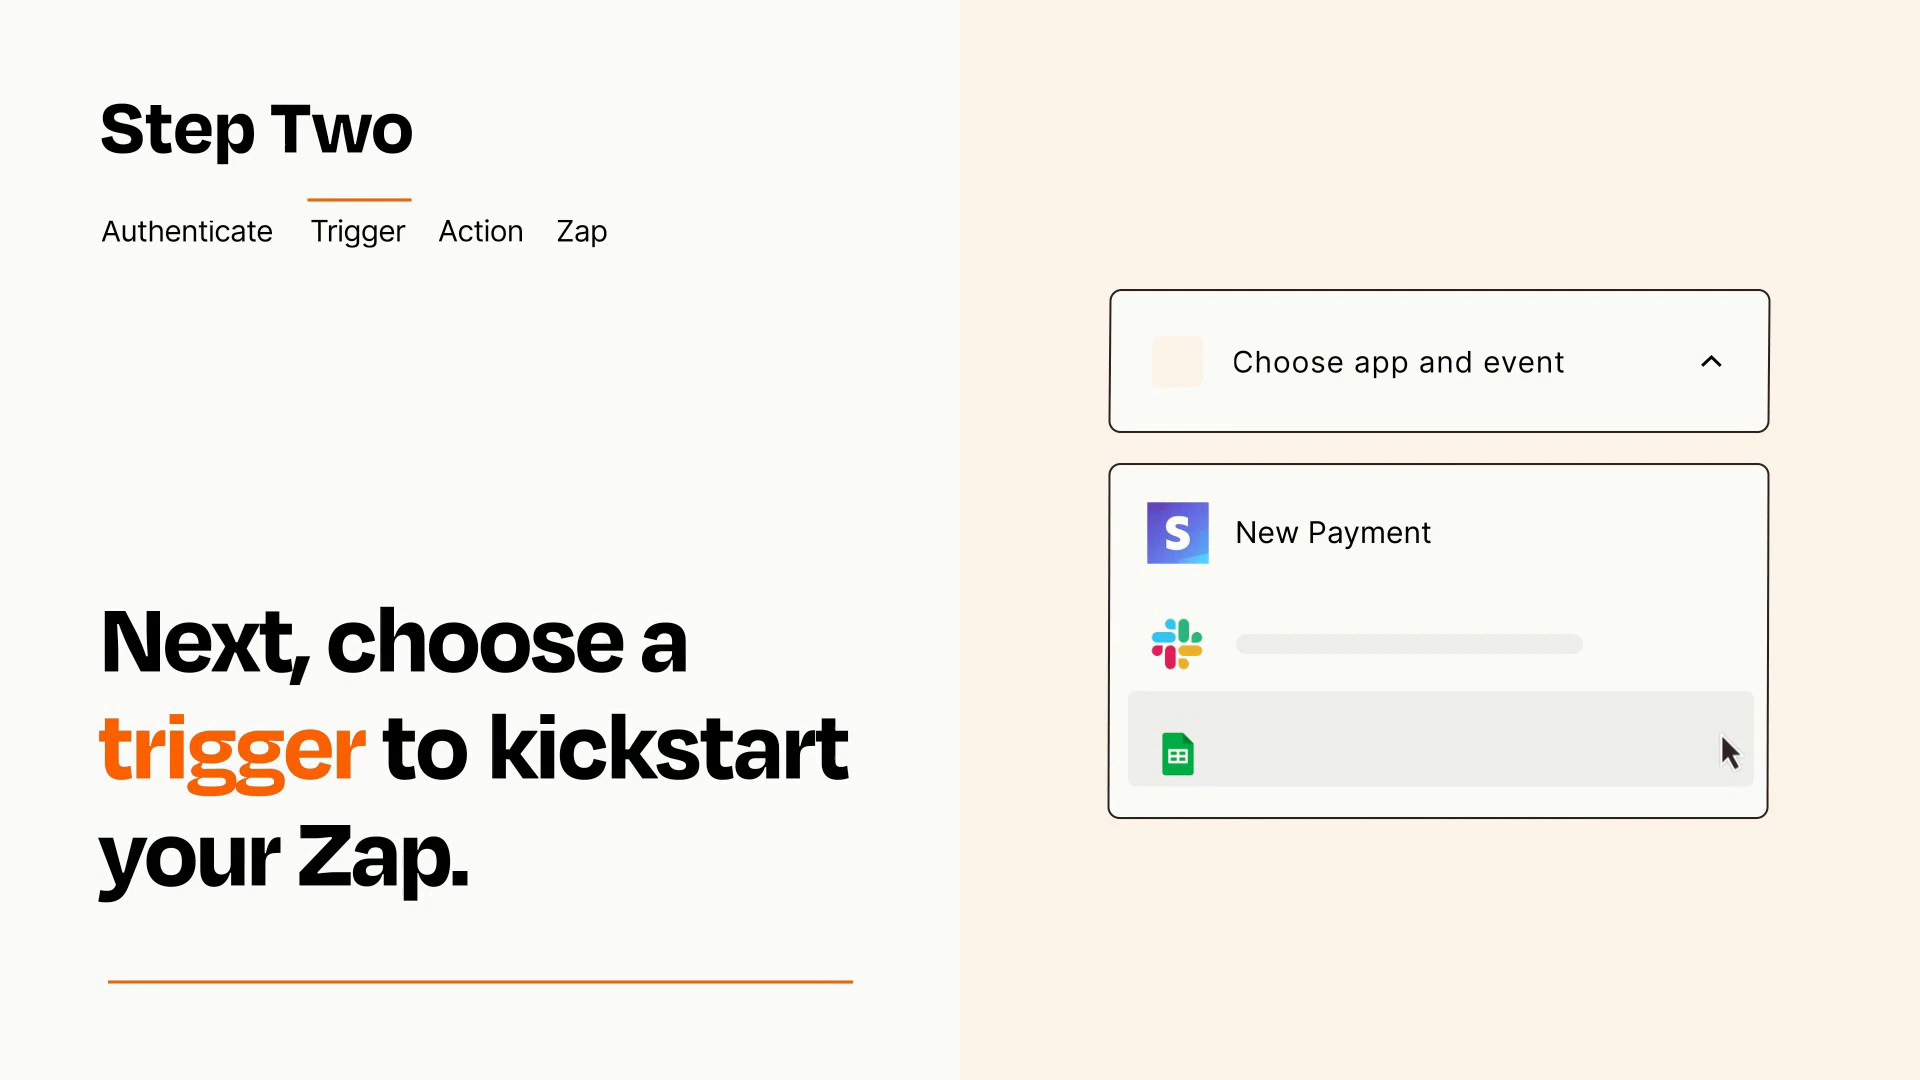 Step Two
Authenticate Trigger Action Zap
Next, choose a
trigger to kickstart
your Zap.
Choose app and event
S New Payment